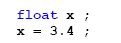 float x ;
x = 3.4 ;